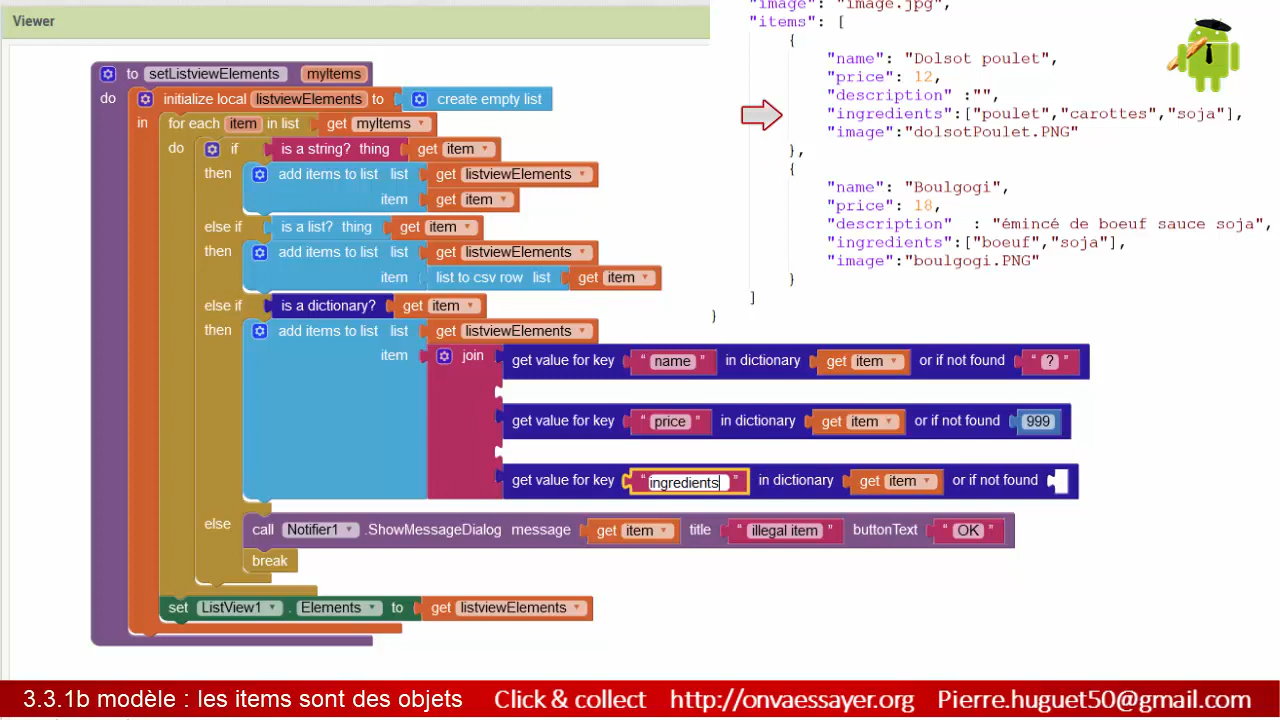 Viewer
"image": "image.jpg",
"items": [
{
"name": "Dolsot poulet",
"price": 12,
"description" :"",
"ingredients":["poulet","carottes","soja"],
"image":"dolsotPoulet.PNG"
},
{
"name": "Boulgogi",
"price": 18,
"description" : "émincé de boeuf sauce soja",
"ingredients":["boeuf","soja"],
"image":"boulgogi.PNG"
}
]
}
to setListviewElements myItems
do initialize local listviewElements to create empty list
in for each item in list get myItems
do if is a string? thing get item
then add items to list list get listviewElements
item get item
else if is a list? thing get item
then add items to list list get listviewElements
item list to csv row list get item
else if is a dictionary? get item
then add items to list list get listviewElements
item join get value for key " name " in dictionary get item or if not found " ? "
get value for key " price " in dictionary get item or if not found 999
get value for key " ingredients " in dictionary get item or if not found
else call Notifier1 .ShowMessageDialog message get item title " illegal item " buttonText " OK "
break
set ListView1 . Elements to get listviewElements
3.3.1b modèle : les items sont des objets Click & collect http://onvaessayer.org Pierre.huguet50@gmail.com